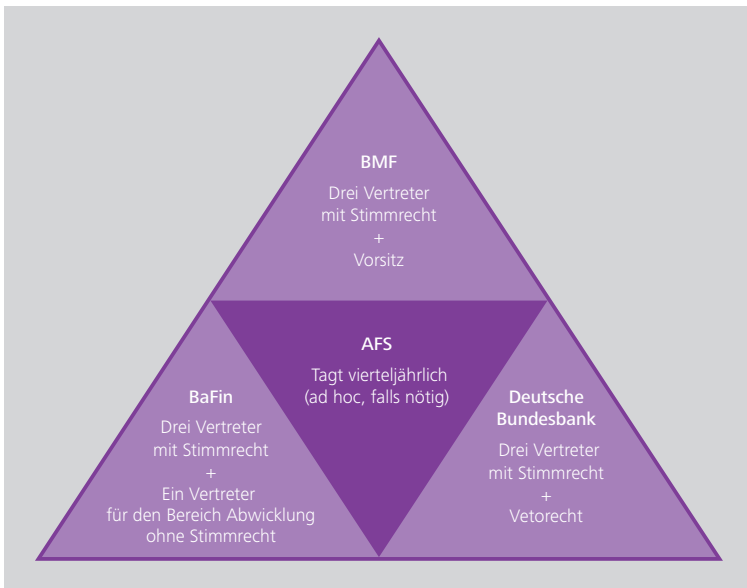 BMF
Drei Vertreter
mit Stimmrecht
+
Vorsitz
AFS
Tagt vierteljährlich
(ad hoc, falls nötig)
BaFin
Drei Vertreter
mit Stimmrecht
+
Ein Vertreter
für den Bereich Abwicklung
ohne Stimmrecht
Deutsche
Bundesbank
Drei Vertreter
mit Stimmrecht
+
Vetorecht